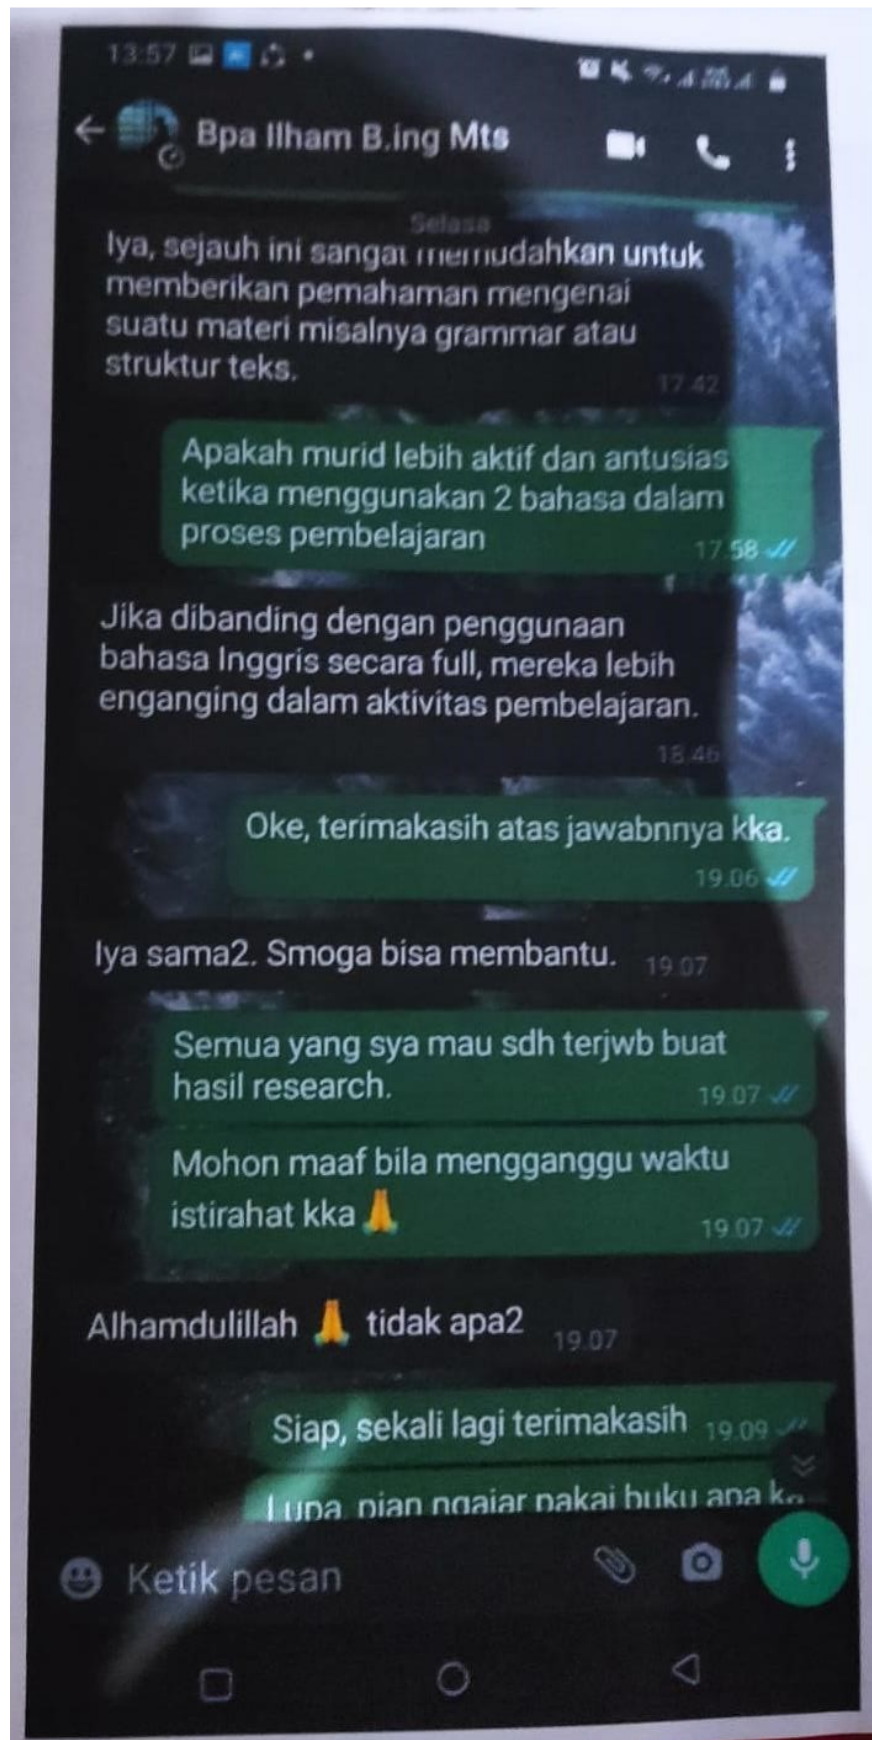 13:57
Bpa Ilham B.ing Mts
Selasa
Iya, sejauh ini sangat memudahkan untuk
memberikan pemahaman mengenai
suatu materi misalnya grammar atau
struktur teks.
17.42
Apakah murid lebih aktif dan antusias
ketika menggunakan 2 bahasa dalam
proses pembelajaran
17.58
Jika dibanding dengan penggunaan
bahasa Inggris secara full, mereka lebih
enganging dalam aktivitas pembelajaran.
18.46
Oke, terimakasih atas jawabnnya kka.
19.06
Iya sama2. Smoga bisa membantu. 19.07
Semua yang sya mau sdh terjwb buat
hasil research.
19.07
Mohon maaf bila mengganggu waktu
istirahat kka 🙏
19.07
Alhamdulillah 🙏 tidak apa2 19.07
Siap, sekali lagi terimakasih 19.09
Lupa, pian ngajar pakai buku apa
Ketik pesan